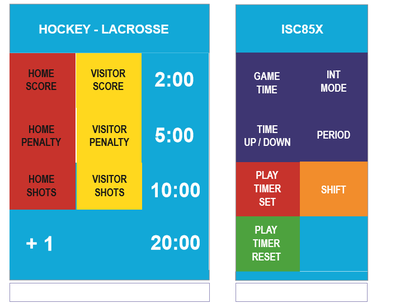 HOCKEY - LACROSSE
HOME
SCORE
VISITOR
SCORE
2:00
HOME
PENALTY
VISITOR
PENALTY
5:00
HOME
SHOTS
VISITOR
SHOTS
10:00
+ 1
20:00
ISC85X
GAME
TIME
INT
MODE
TIME
UP / DOWN
PERIOD
PLAY
TIMER
SET
SHIFT
PLAY
TIMER
RESET